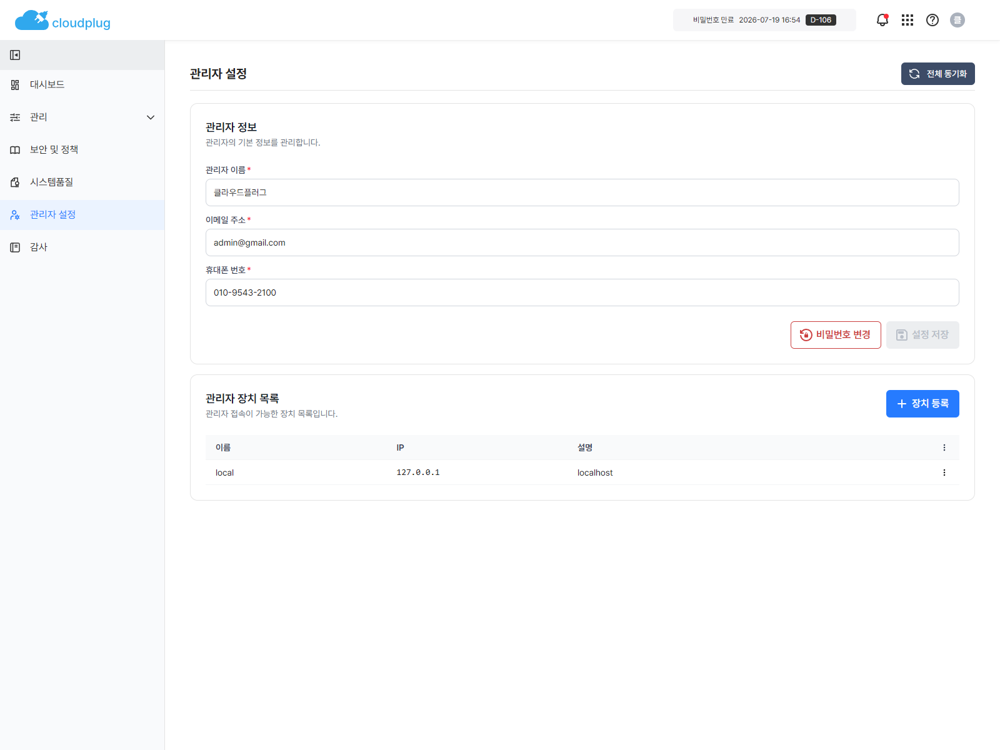 cloudplug
비밀번호 만료 2026-07-19 16:54 D-106
클
대시보드
관리
보안 및 정책
시스템품질
관리자 설정
감사
관리자 설정
전체 동기화
관리자 정보
관리자의 기본 정보를 관리합니다.
관리자 이름*
클라우드플러그
이메일 주소*
admin@gmail.com
휴대폰 번호*
010-9543-2100
비밀번호 변경
설정 저장
관리자 장치 목록
관리자 접속이 가능한 장치 목록입니다.
장치 등록
이름 IP 설명
local 127.0.0.1 localhost